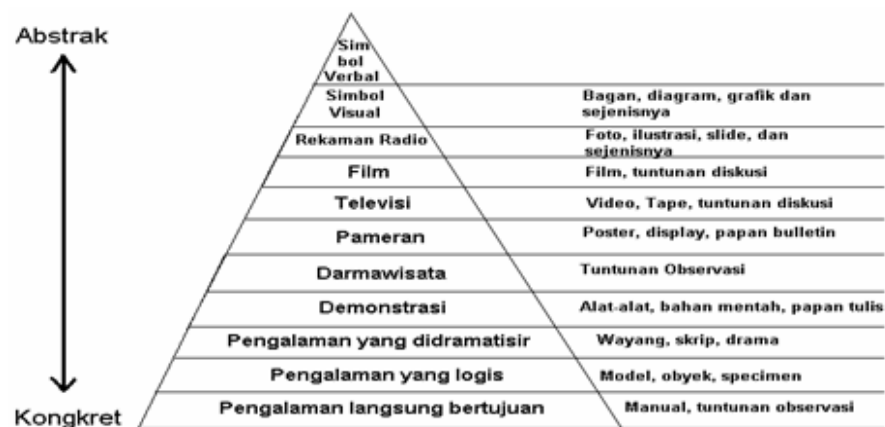 Abstrak
Sim
bol
Verbal
Simbol
Visual
Bagan, diagram, grafik dan
sejenisnya
Rekaman Radio
Foto, ilustrasi, slide, dan
sejenisnya
Film
Film, tuntunan diskusi
Televisi
Video, Tape, tuntunan diskusi
Pameran
Poster, display, papan bulletin
Darmawisata
Tuntunan Observasi
Demonstrasi
Alat-alat, bahan mentah, papan tulis
Pengalaman yang didramatisir
Wayang, skrip, drama
Pengalaman yang logis
Model, obyek, specimen
Kongkret
Pengalaman langsung bertujuan
Manual, tuntunan observasi